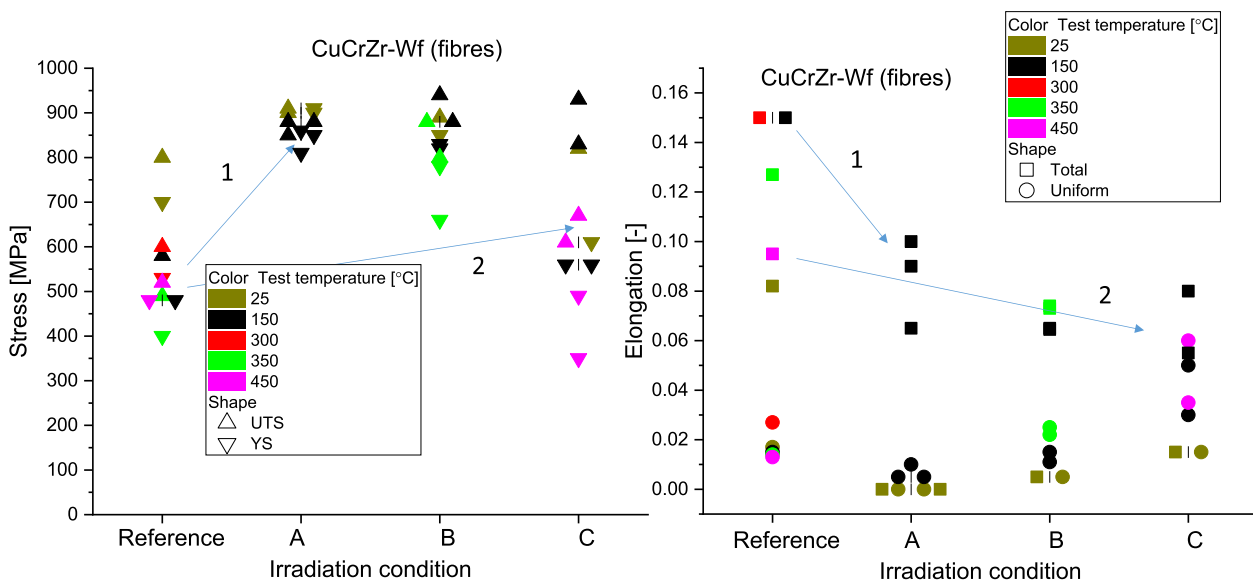 CuCrZr-Wf (fibres)
Stress [MPa]
1000
900
800
700
600
500
400
300
200
100
0
1
2
Color Test temperature [°C]
25
150
300
350
450
Shape
UTS
YS
Reference A B C
Irradiation condition
CuCrZr-Wf (fibres)
Elongation [-]
0.16
0.14
0.12
0.10
0.08
0.06
0.04
0.02
0.00
1
2
Color Test temperature [°C]
25
150
300
350
450
Shape
Total
Uniform
Reference A B C
Irradiation condition